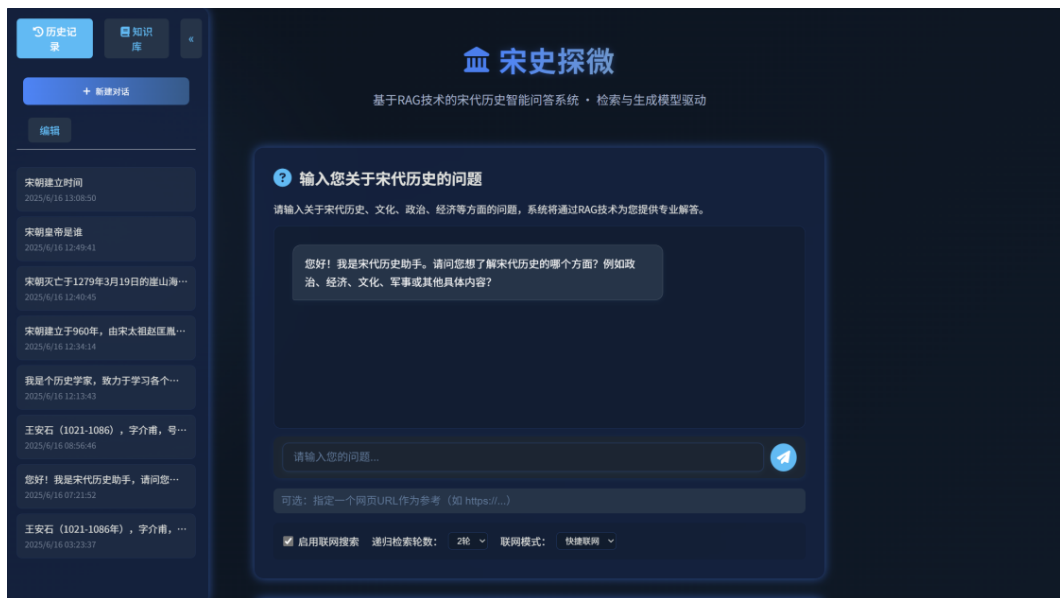 历史记
录
知识
库
«
+ 新建对话
编辑
宋朝建立时间
2025/6/16 13:08:50
宋朝皇帝是谁
2025/6/16 12:49:41
宋朝灭亡于1279年3月19日的崖山海…
2025/6/16 12:40:45
宋朝建立于960年，由宋太祖赵匡胤…
2025/6/16 12:34:14
我是个历史学家，致力于学习各个…
2025/6/16 12:13:43
王安石（1021-1086），字介甫，号…
2025/6/16 08:56:46
您好！我是宋代历史助手，请问您…
2025/6/16 07:21:52
王安石（1021-1086年），字介甫，…
2025/6/16 03:23:37
宋史探微
基于RAG技术的宋代历史智能问答系统 · 检索与生成模型驱动
? 输入您关于宋代历史的问题
请输入关于宋代历史、文化、政治、经济等方面的问题，系统将通过RAG技术为您提供专业解答。
您好！我是宋代历史助手。请问您想了解宋代历史的哪个方面？例如政
治、经济、文化、军事或其他具体内容？
请输入您的问题...
可选：指定一个网页URL作为参考（如 https://...）
启用联网搜索 递归检索轮数： 2轮 联网模式： 快捷联网